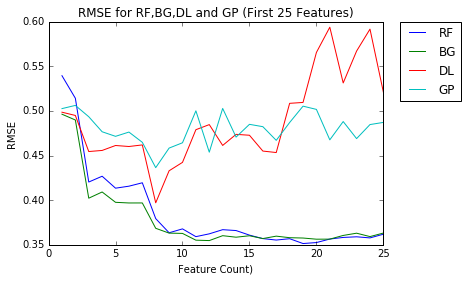 RMSE for RF,BG,DL and GP (First 25 Features)
0.60
0.55
0.50
0.45
0.40
0.35
RMSE
0 5 10 15 20 25
Feature Count)
RF
BG
DL
GP